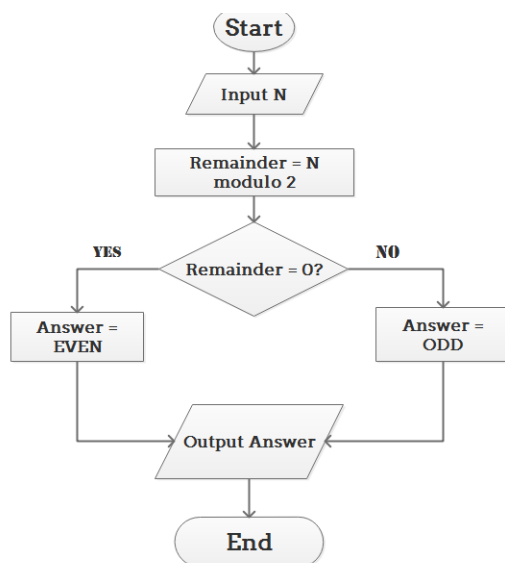 Start
Input N
Remainder = N
modulo 2
YES
NO
Remainder = 0?
Answer =
EVEN
Answer =
ODD
Output Answer
End